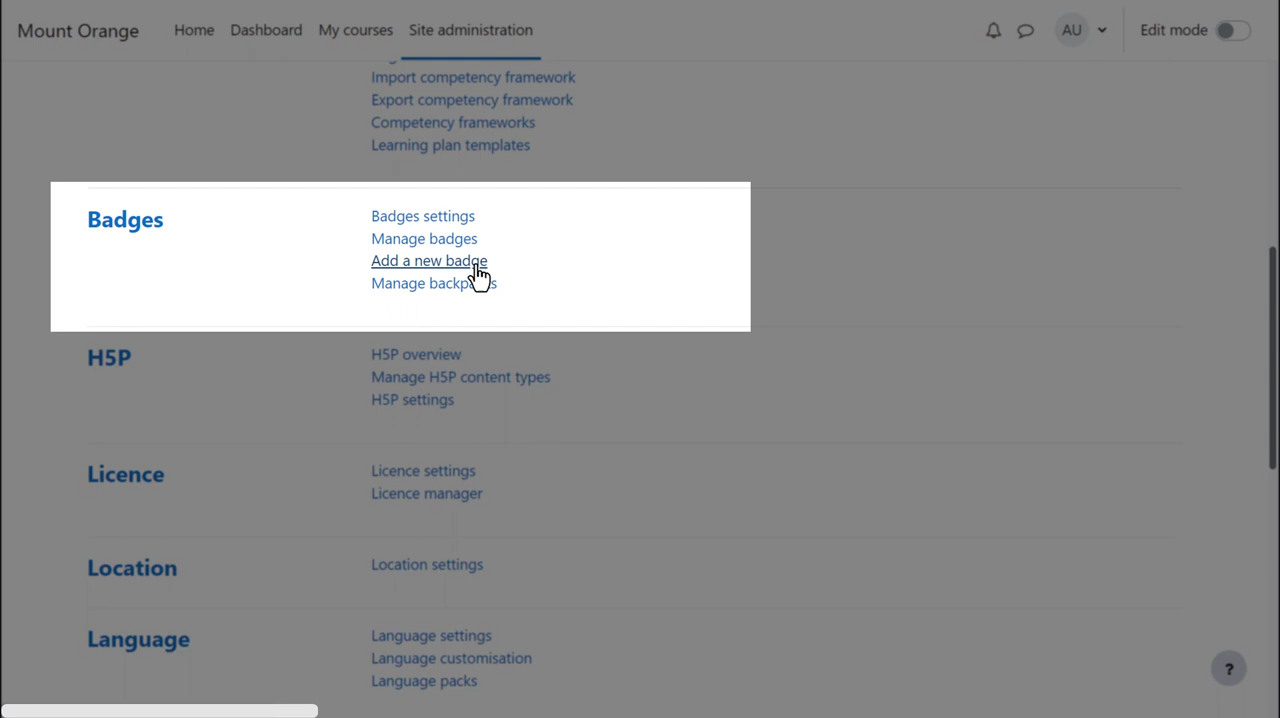 Mount Orange Home Dashboard My courses Site administration AU Edit mode
Import competency framework
Export competency framework
Competency frameworks
Learning plan templates
Badges
Badges settings
Manage badges
Add a new badge
Manage
H5P
H5P overview
Manage H5P content types
H5P settings
Licence
Licence settings
Licence manager
Location
Location settings
Language
Language settings
Language customisation
Language packs
?